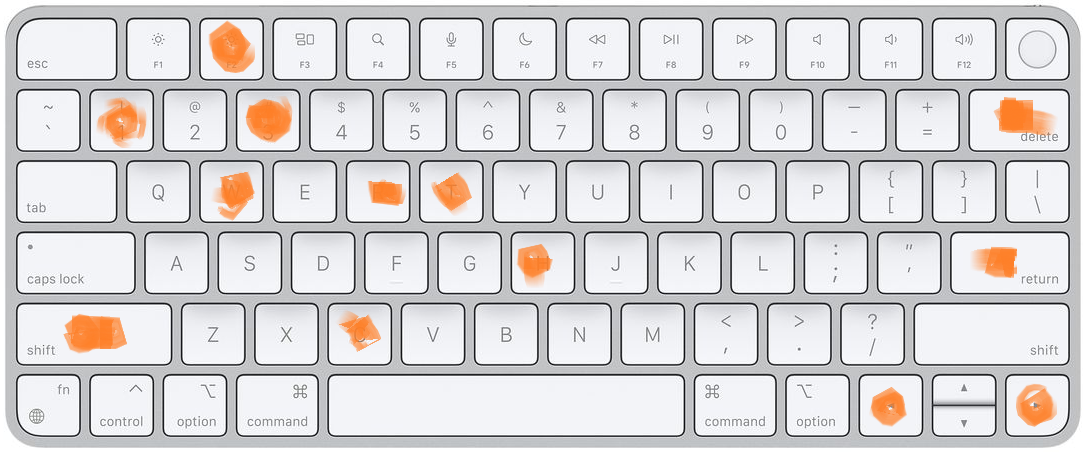 esc F1 F3 F4 F5 F6 F7 F8 F9 F10 F11 F12
~ @ $ % ^ & * ( ) — +
` 2 4 5 6 7 8 9 0 - = delete
{ } |
tab Q E T Y U I O P [ ] \
: "
caps lock A S D F G J K L ; ' return
< > ?
shift Z X V B N M , . / shift
fn
control option command command option